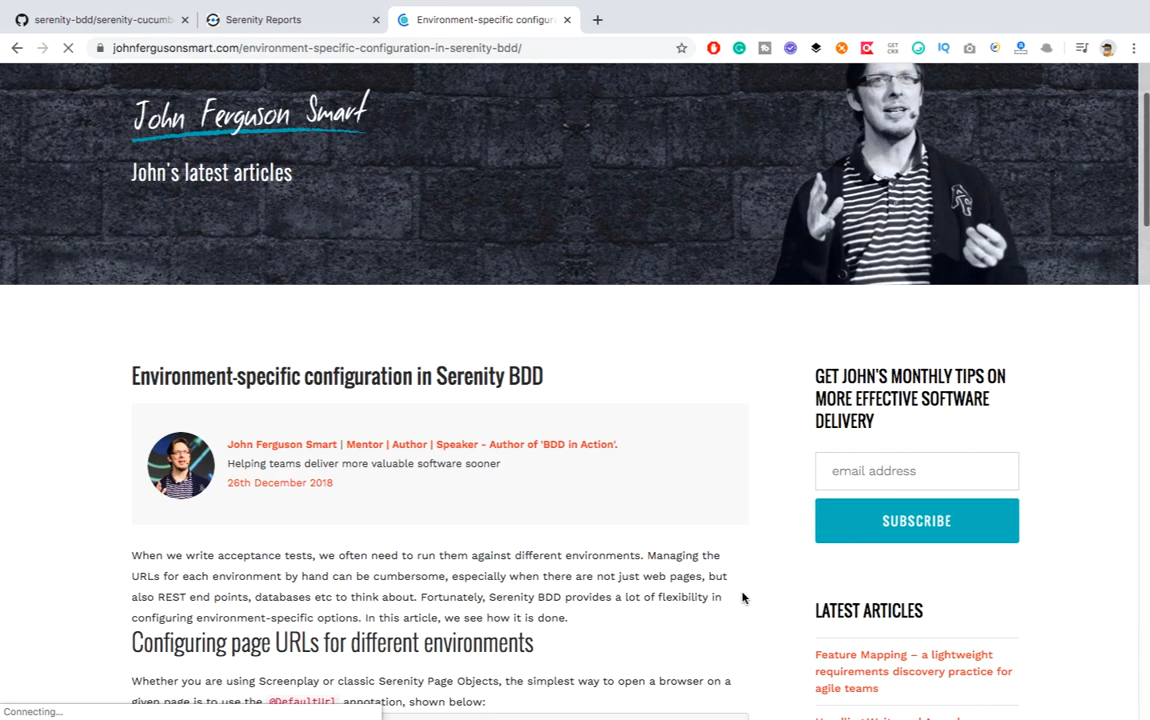 serenity-bdd/serenity-cucumb
Serenity Reports
Environment-specific configur
johnfergusonsmart.com/environment-specific-configuration-in-serenity-bdd/
GET
CRX
IQ
John Ferguson Smart
John's latest articles
Environment-specific configuration in Serenity BDD
John Ferguson Smart | Mentor | Author | Speaker - Author of 'BDD in Action'.
Helping teams deliver more valuable software sooner
26th December 2018
When we write acceptance tests, we often need to run them against different environments. Managing the
URLs for each environment by hand can be cumbersome, especially when there are not just web pages, but
also REST end points, databases etc to think about. Fortunately, Serenity BDD provides a lot of flexibility in
configuring environment-specific options. In this article, we see how it is done.
Configuring page URLs for different environments
Whether you are using Screenplay or classic Serenity Page Objects, the simplest way to open a browser on a
given page is to use the @DefaultUrl annotation, shown below:
GET JOHN'S MONTHLY TIPS ON
MORE EFFECTIVE SOFTWARE
DELIVERY
email address
SUBSCRIBE
LATEST ARTICLES
Feature Mapping – a lightweight
requirements discovery practice for
agile teams
Connecting...